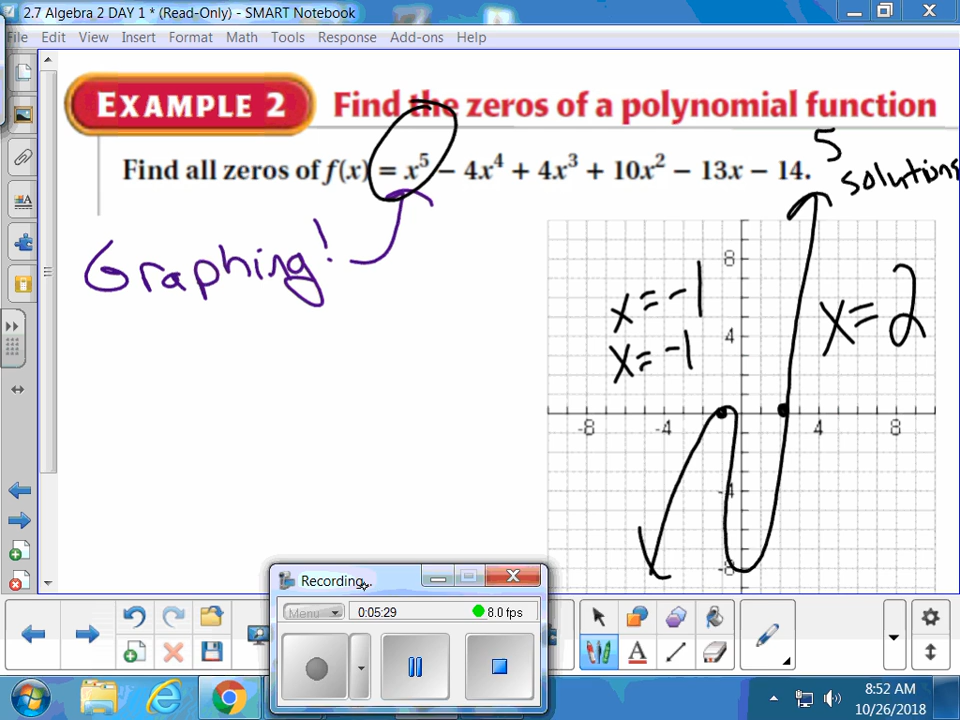 2.7 Algebra 2 DAY 1 * (Read-Only) - SMART Notebook
File Edit View Insert Format Math Tools Response Add-ons Help
EXAMPLE 2 Find the zeros of a polynomial function
Find all zeros of f(x) = x⁵ − 4x⁴ + 4x³ + 10x² − 13x − 14.
5
solutions
Graphing!
x=-1
x=-1
x=2
8
4
-8 -4 4 8
-4
-8
Recording...
Menu 0:05:29 8.0 fps
A
8:52 AM
10/26/2018